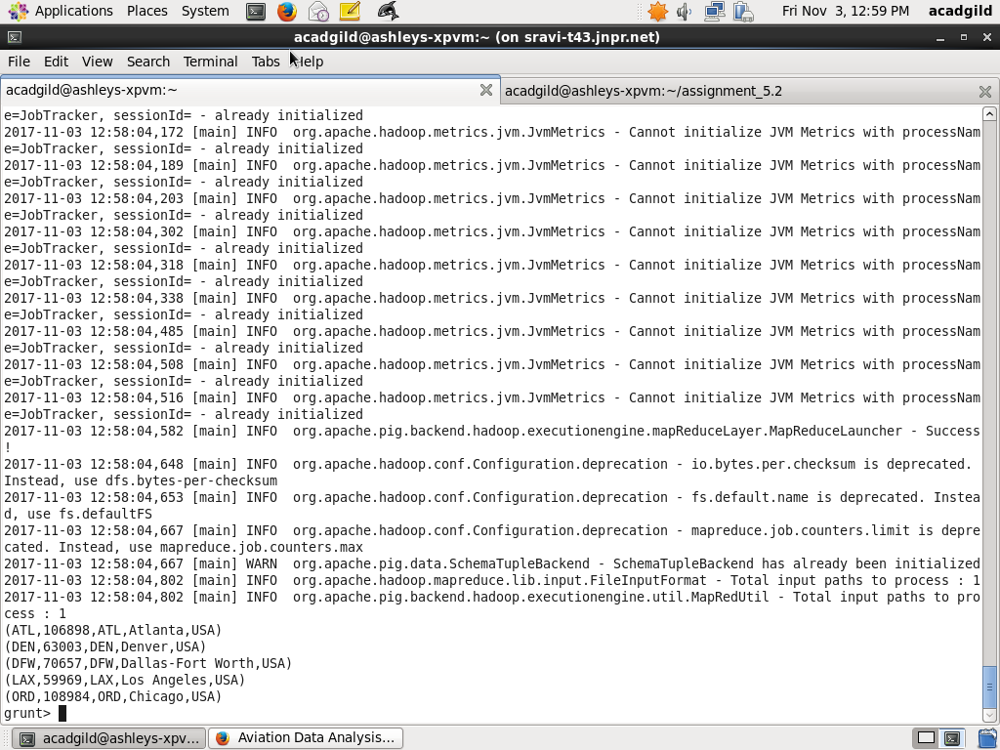 Applications Places System Fri Nov 3, 12:59 PM acadgild
acadgild@ashleys-xpvm:~ (on sravi-t43.jnpr.net)
File Edit View Search Terminal Tabs Help
acadgild@ashleys-xpvm:~ acadgild@ashleys-xpvm:~/assignment_5.2
e=JobTracker, sessionId= - already initialized
2017-11-03 12:58:04,172 [main] INFO  org.apache.hadoop.metrics.jvm.JvmMetrics - Cannot initialize JVM Metrics with processNam
e=JobTracker, sessionId= - already initialized
2017-11-03 12:58:04,189 [main] INFO  org.apache.hadoop.metrics.jvm.JvmMetrics - Cannot initialize JVM Metrics with processNam
e=JobTracker, sessionId= - already initialized
2017-11-03 12:58:04,203 [main] INFO  org.apache.hadoop.metrics.jvm.JvmMetrics - Cannot initialize JVM Metrics with processNam
e=JobTracker, sessionId= - already initialized
2017-11-03 12:58:04,302 [main] INFO  org.apache.hadoop.metrics.jvm.JvmMetrics - Cannot initialize JVM Metrics with processNam
e=JobTracker, sessionId= - already initialized
2017-11-03 12:58:04,318 [main] INFO  org.apache.hadoop.metrics.jvm.JvmMetrics - Cannot initialize JVM Metrics with processNam
e=JobTracker, sessionId= - already initialized
2017-11-03 12:58:04,338 [main] INFO  org.apache.hadoop.metrics.jvm.JvmMetrics - Cannot initialize JVM Metrics with processNam
e=JobTracker, sessionId= - already initialized
2017-11-03 12:58:04,485 [main] INFO  org.apache.hadoop.metrics.jvm.JvmMetrics - Cannot initialize JVM Metrics with processNam
e=JobTracker, sessionId= - already initialized
2017-11-03 12:58:04,508 [main] INFO  org.apache.hadoop.metrics.jvm.JvmMetrics - Cannot initialize JVM Metrics with processNam
e=JobTracker, sessionId= - already initialized
2017-11-03 12:58:04,516 [main] INFO  org.apache.hadoop.metrics.jvm.JvmMetrics - Cannot initialize JVM Metrics with processNam
e=JobTracker, sessionId= - already initialized
2017-11-03 12:58:04,582 [main] INFO  org.apache.pig.backend.hadoop.executionengine.mapReduceLayer.MapReduceLauncher - Success
!
2017-11-03 12:58:04,648 [main] INFO  org.apache.hadoop.conf.Configuration.deprecation - io.bytes.per.checksum is deprecated.
Instead, use dfs.bytes-per-checksum
2017-11-03 12:58:04,653 [main] INFO  org.apache.hadoop.conf.Configuration.deprecation - fs.default.name is deprecated. Instea
d, use fs.defaultFS
2017-11-03 12:58:04,667 [main] INFO  org.apache.hadoop.conf.Configuration.deprecation - mapreduce.job.counters.limit is depre
cated. Instead, use mapreduce.job.counters.max
2017-11-03 12:58:04,667 [main] WARN  org.apache.pig.data.SchemaTupleBackend - SchemaTupleBackend has already been initialized
2017-11-03 12:58:04,802 [main] INFO  org.apache.hadoop.mapreduce.lib.input.FileInputFormat - Total input paths to process : 1
2017-11-03 12:58:04,802 [main] INFO  org.apache.pig.backend.hadoop.executionengine.util.MapRedUtil - Total input paths to pro
cess : 1
(ATL,106898,ATL,Atlanta,USA)
(DEN,63003,DEN,Denver,USA)
(DFW,70657,DFW,Dallas-Fort Worth,USA)
(LAX,59969,LAX,Los Angeles,USA)
(ORD,108984,ORD,Chicago,USA)
grunt>
acadgild@ashleys-xpv... Aviation Data Analysis...